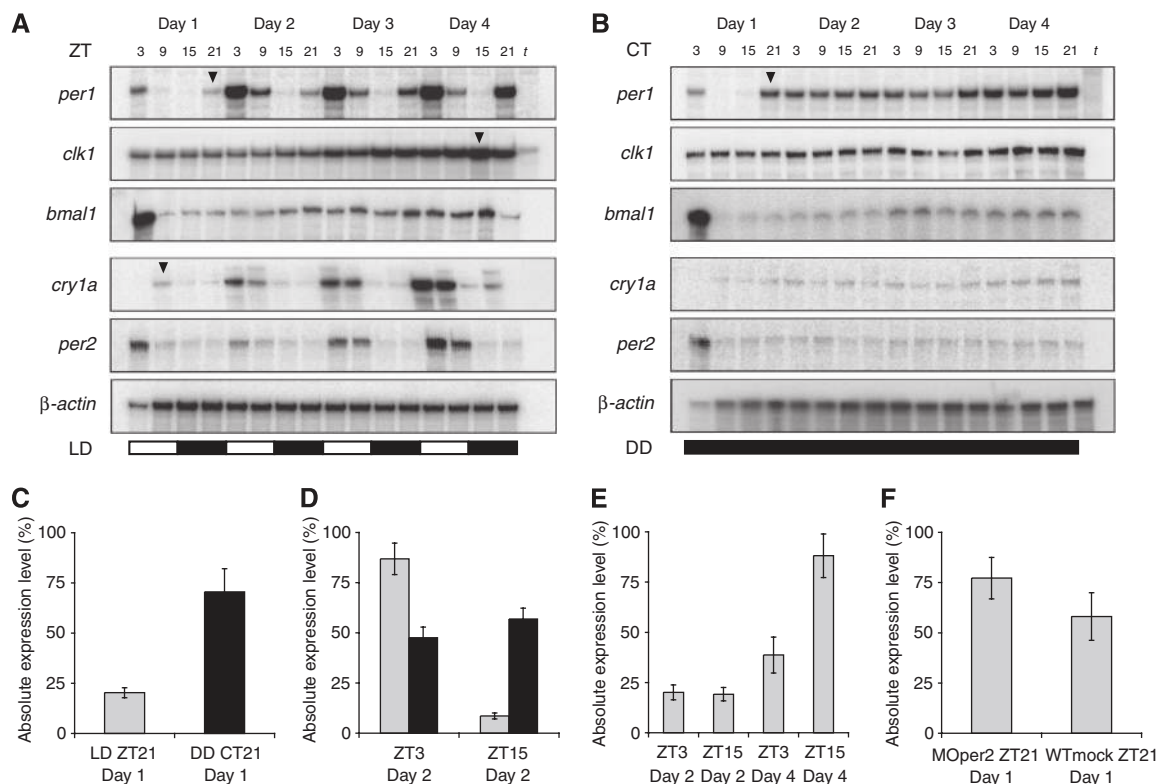 A
Day 1 Day 2 Day 3 Day 4
ZT 3 9 15 21 3 9 15 21 3 9 15 21 3 9 15 21 t
per1
clk1
bmal1
cry1a
per2
β-actin
LD
B
Day 1 Day 2 Day 3 Day 4
CT 3 9 15 21 3 9 15 21 3 9 15 21 3 9 15 21 t
per1
clk1
bmal1
cry1a
per2
β-actin
DD
C
Absolute expression level (%)
100
75
50
25
0
LD ZT21 DD CT21
Day 1 Day 1
D
Absolute expression level (%)
100
75
50
25
0
ZT3 ZT15
Day 2 Day 2
E
Absolute expression level (%)
100
75
50
25
0
ZT3 ZT15 ZT3 ZT15
Day 2 Day 2 Day 4 Day 4
F
Absolute expression level (%)
100
75
50
25
0
MOper2 ZT21 WTmock ZT21
Day 1 Day 1